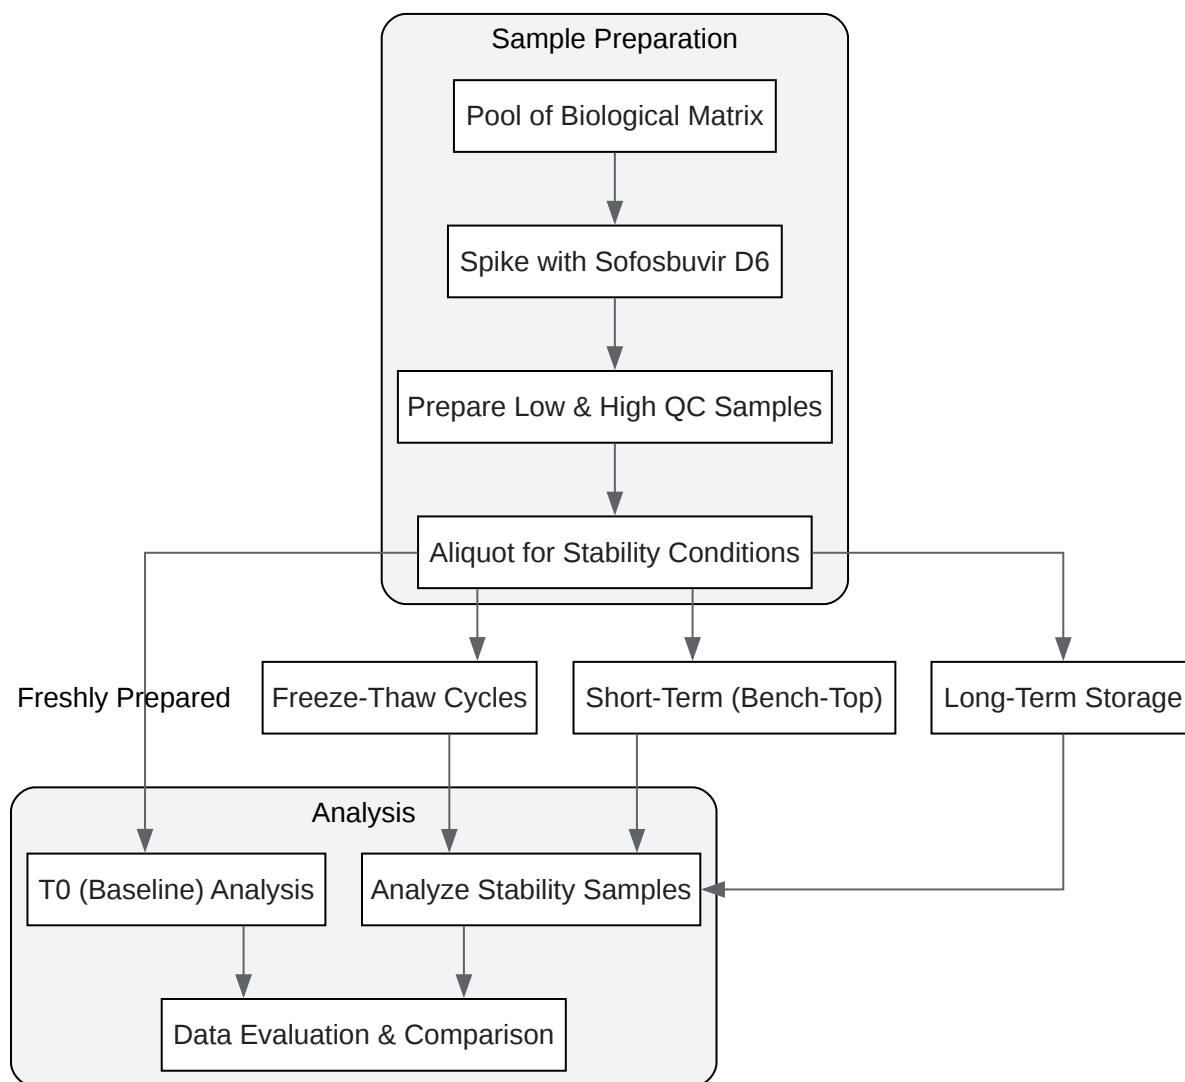 Sample Preparation
Pool of Biological Matrix
Spike with Sofosbuvir D6
Prepare Low & High QC Samples
Aliquot for Stability Conditions
Freshly Prepared
Freeze-Thaw Cycles
Short-Term (Bench-Top)
Long-Term Storage
Analysis
T0 (Baseline) Analysis
Analyze Stability Samples
Data Evaluation & Comparison